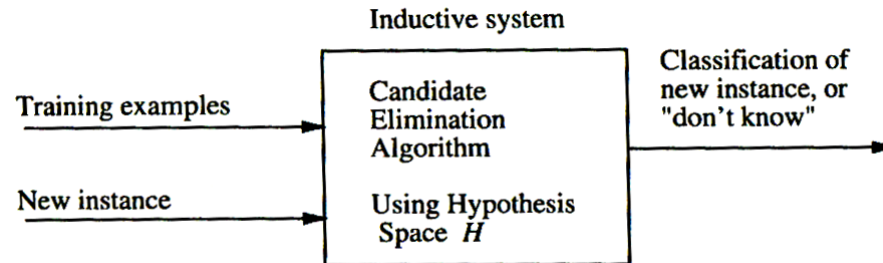 Inductive system
Training examples
New instance
Candidate
Elimination
Algorithm
Using Hypothesis
Space H
Classification of
new instance, or
"don't know"